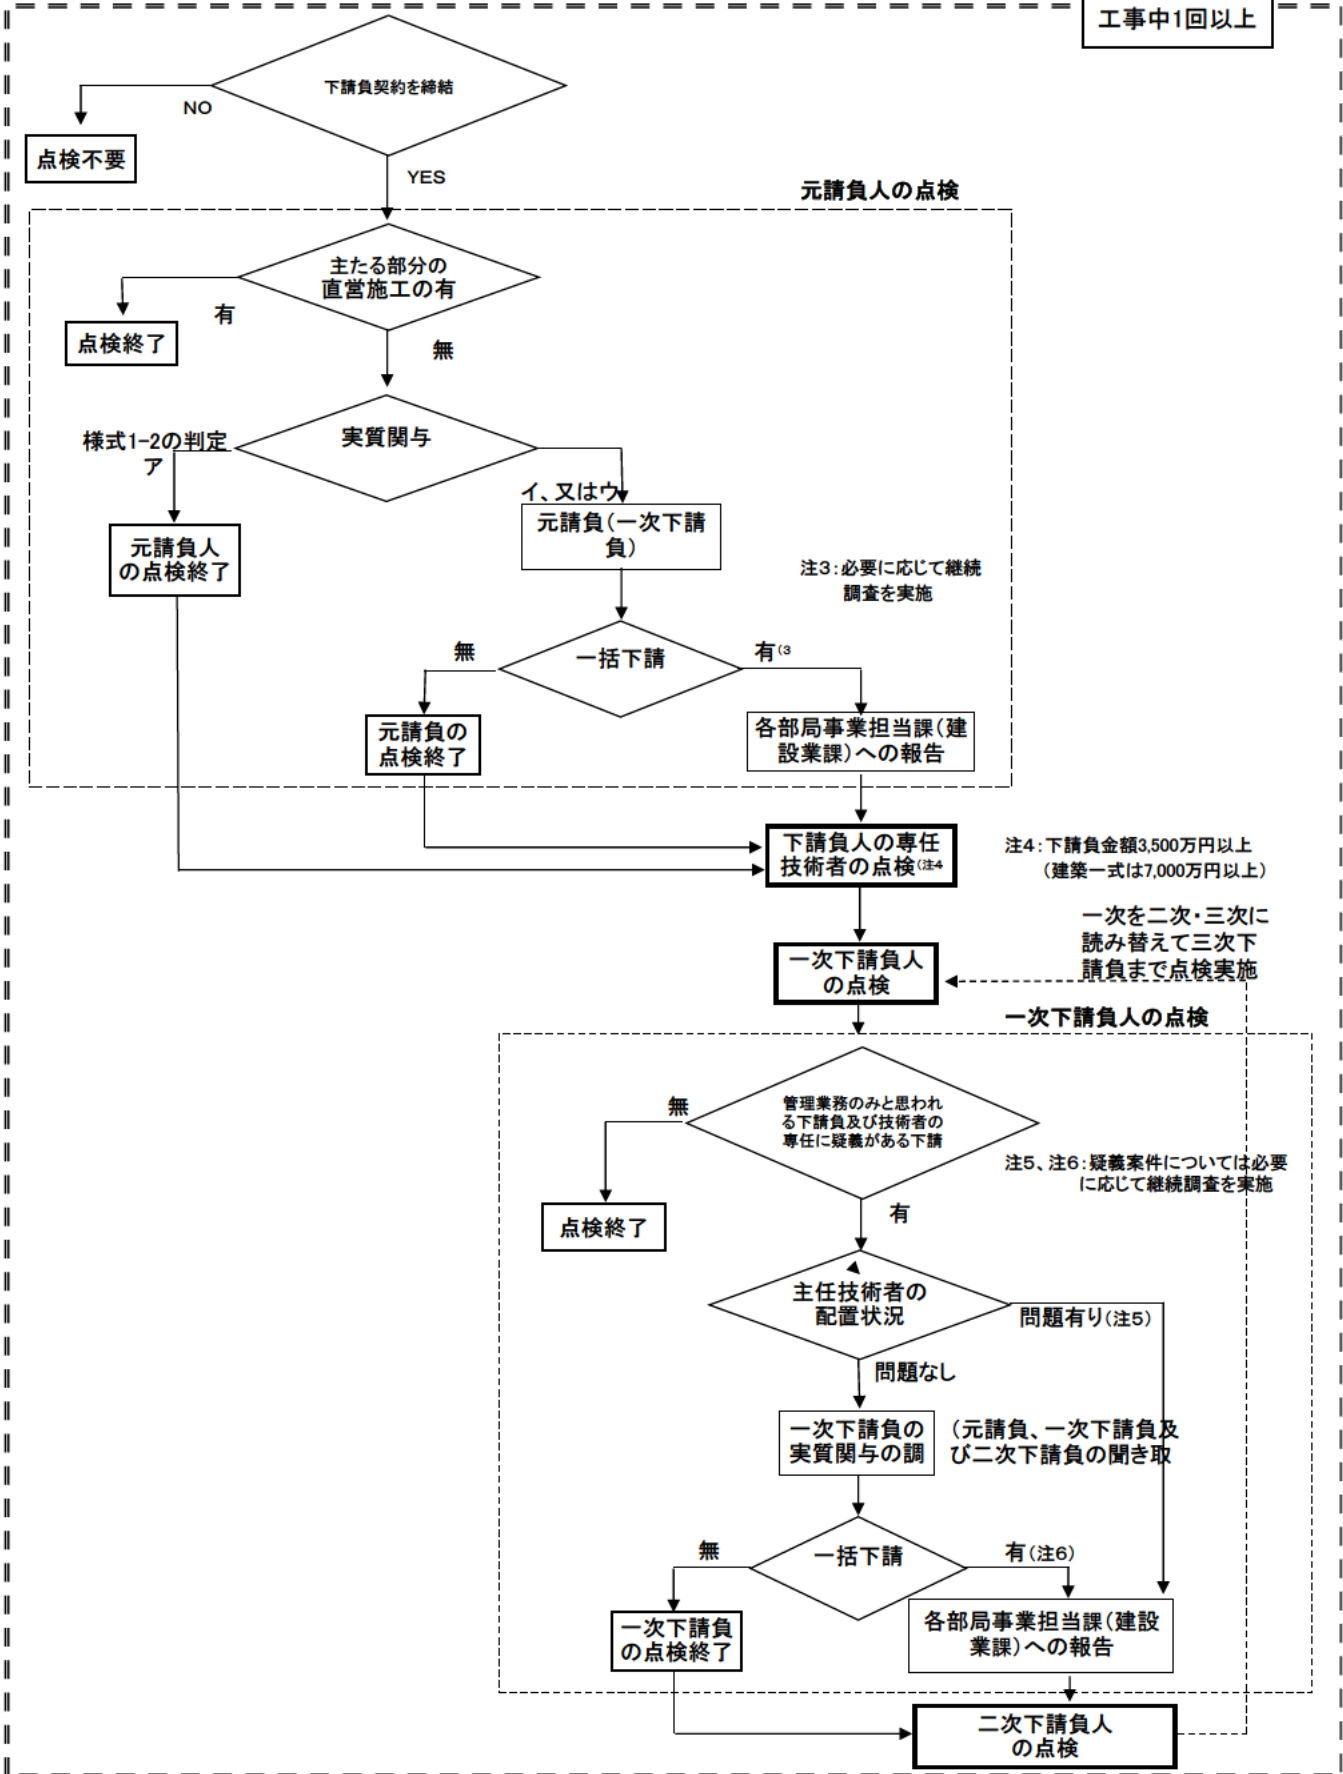 工事中1回以上
下請負契約を締結
NO
点検不要
YES
元請負人の点検
主たる部分の
直営施工の有
有
点検終了
無
実質関与
様式1-2の判定
ア
イ、又はウ
元請負(一次下請
負)
元請負人
の点検終了
注3:必要に応じて継続
調査を実施
一括下請
無
有(3
元請負の
点検終了
各部局事業担当課(建
設業課)への報告
下請負人の専任
技術者の点検(注4
注4:下請負金額3,500万円以上
(建築一式は7,000万円以上)
一次を二次・三次に
読み替えて三次下
請負まで点検実施
一次下請負人
の点検
一次下請負人の点検
管理業務のみと思われ
る下請負及び技術者の
専任に疑義がある下請
無
注5、注6:疑義案件については必要
に応じて継続調査を実施
点検終了
有
主任技術者の
配置状況
問題有り(注5)
問題なし
一次下請負の
実質関与の調
(元請負、一次下請負及
び二次下請負の聞き取
一括下請
無
有(注6)
一次下請負
の点検終了
各部局事業担当課(建設
業課)への報告
二次下請負人
の点検